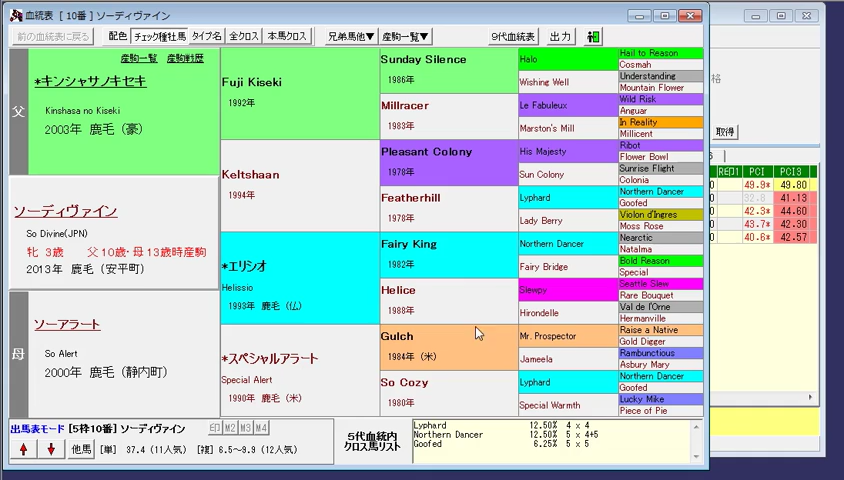 血統表 [ 10番 ] ソーディヴァイン
前の血統表に戻る 配色 チェック種牡馬 タイプ名 全クロス 本馬クロス 兄弟馬他▼ 産駒一覧▼ 9代血統表 出 力
産駒一覧 産駒戦歴
父
*キンシャサノキセキ
Kinshasa no Kiseki
2003年 鹿毛 (豪)
ソーディヴァイン
So Divine(JPN)
牝 3歳 父10歳・母13歳時産駒
2013年 鹿毛 (安平町)
母
ソーアラート
So Alert
2000年 鹿毛 (静内町)
Fuji Kiseki
1992年
Keltshaan
1994年
*エリシオ
Helissio
1993年 鹿毛 (仏)
*スペシャルアラート
Special Alert
1990年 鹿毛 (米)
Sunday Silence
1986年
Millracer
1983年
Pleasant Colony
1978年
Featherhill
1978年
Fairy King
1982年
Helice
1988年
Gulch
1984年 (米)
So Cozy
1980年
Halo
Wishing Well
Le Fabuleux
Marston's Mill
His Majesty
Sun Colony
Lyphard
Lady Berry
Northern Dancer
Fairy Bridge
Slewpy
Hirondelle
Mr. Prospector
Jameela
Lyphard
Special Warmth
Hail to Reason
Cosmah
Understanding
Mountain Flower
Wild Risk
Anguar
In Reality
Millicent
Ribot
Flower Bowl
Sunrise Flight
Colonia
Northern Dancer
Goofed
Violon d'Ingres
Moss Rose
Nearctic
Natalma
Bold Reason
Special
Seattle Slew
Rare Bouquet
Val de l'Orne
Hermanville
Raise a Native
Gold Digger
Rambunctious
Asbury Mary
Northern Dancer
Goofed
Lucky Mike
Piece of Pie
出馬表モード [5枠10番] ソーディヴァイン 印 M2 M3 M4
他馬 [単] 37.4 (11人気) [複] 6.5～9.9 (12人気)
5代血統内
クロス馬リスト
Lyphard 12.50% 4 x 4
Northern Dancer 12.50% 5 x 4+5
Goofed 6.25% 5 x 5
格
取得
PCI PCI3
49.9* 49.80
32.8 41.13
42.3* 44.60
43.7* 42.30
40.6* 42.57